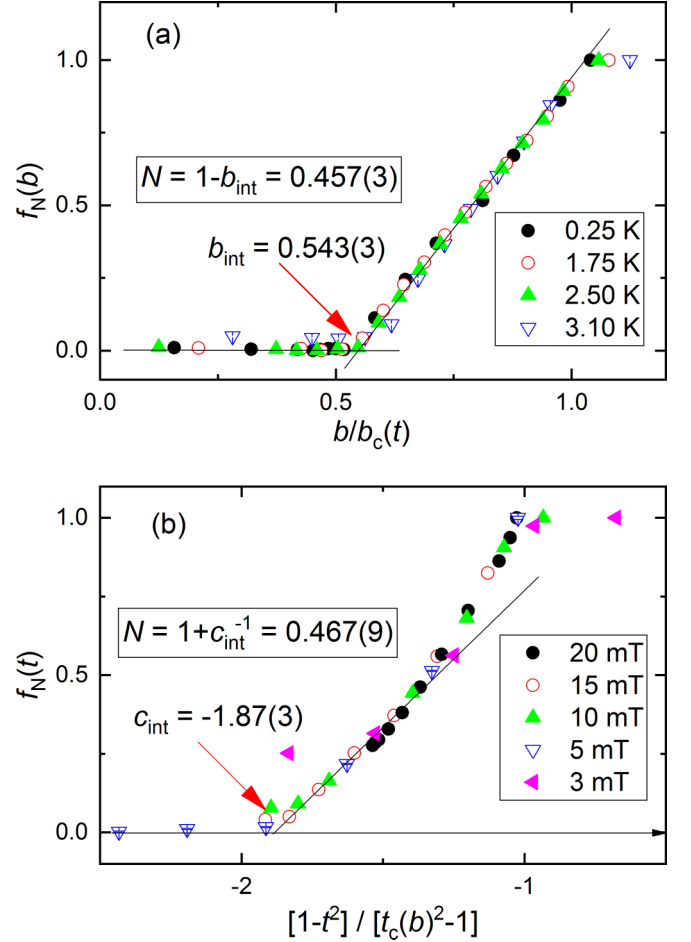 (a)
1.0
N = 1-b_int = 0.457(3)
f_N(b)
0.5
b_int = 0.543(3)
0.25 K
1.75 K
2.50 K
3.10 K
0.0
0.0 0.5 1.0
b/b_c(t)
(b)
1.0
N = 1+c_int^-1 = 0.467(9)
f_N(t)
0.5
20 mT
15 mT
10 mT
5 mT
3 mT
c_int = -1.87(3)
0.0
-2 -1
[1-t^2] / [t_c(b)^2-1]